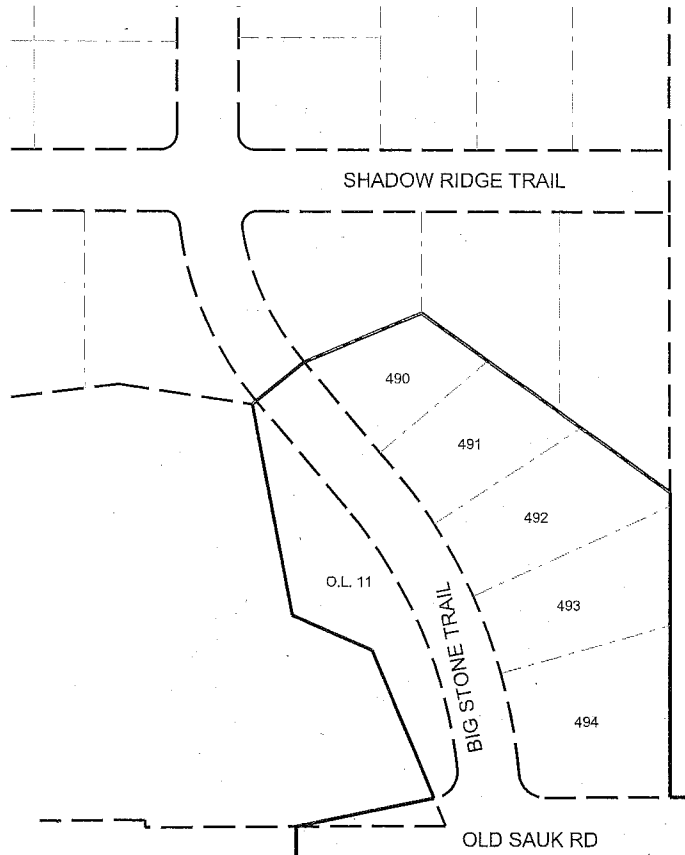 SHADOW RIDGE TRAIL
490
491
492
O.L. 11
493
BIG STONE TRAIL
494
OLD SAUK RD